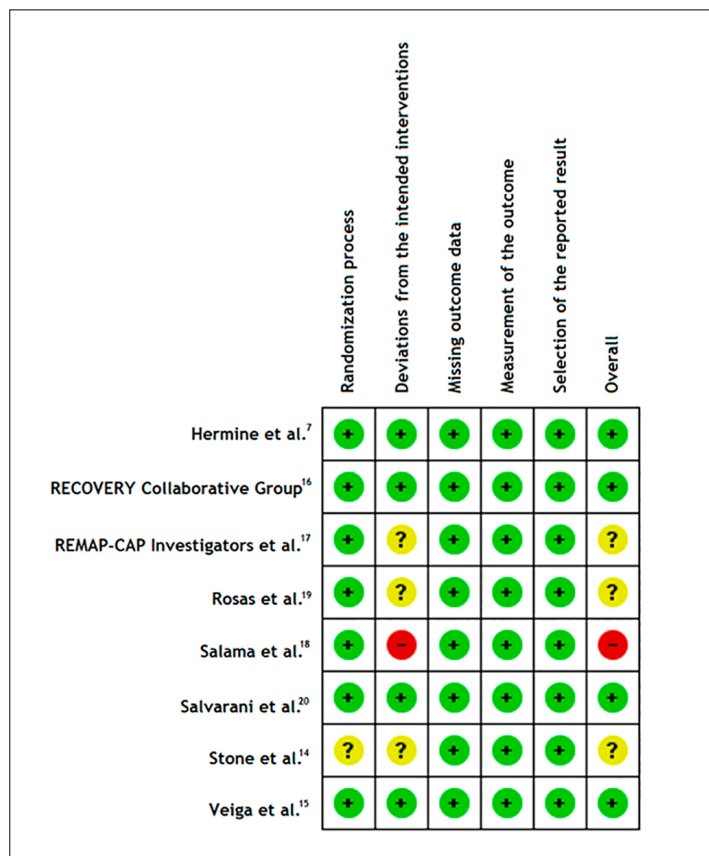 Randomization process
Deviations from the intended interventions
Missing outcome data
Measurement of the outcome
Selection of the reported result
Overall
Hermine et al.7 + + + + + +
RECOVERY Collaborative Group16 + + + + + +
REMAP-CAP Investigators et al.17 + ? + + + ?
Rosas et al.19 + ? + + + ?
Salama et al.18 + - + + + -
Salvarani et al.20 + + + + + +
Stone et al.14 ? ? + + + ?
Veiga et al.15 + + + + + +